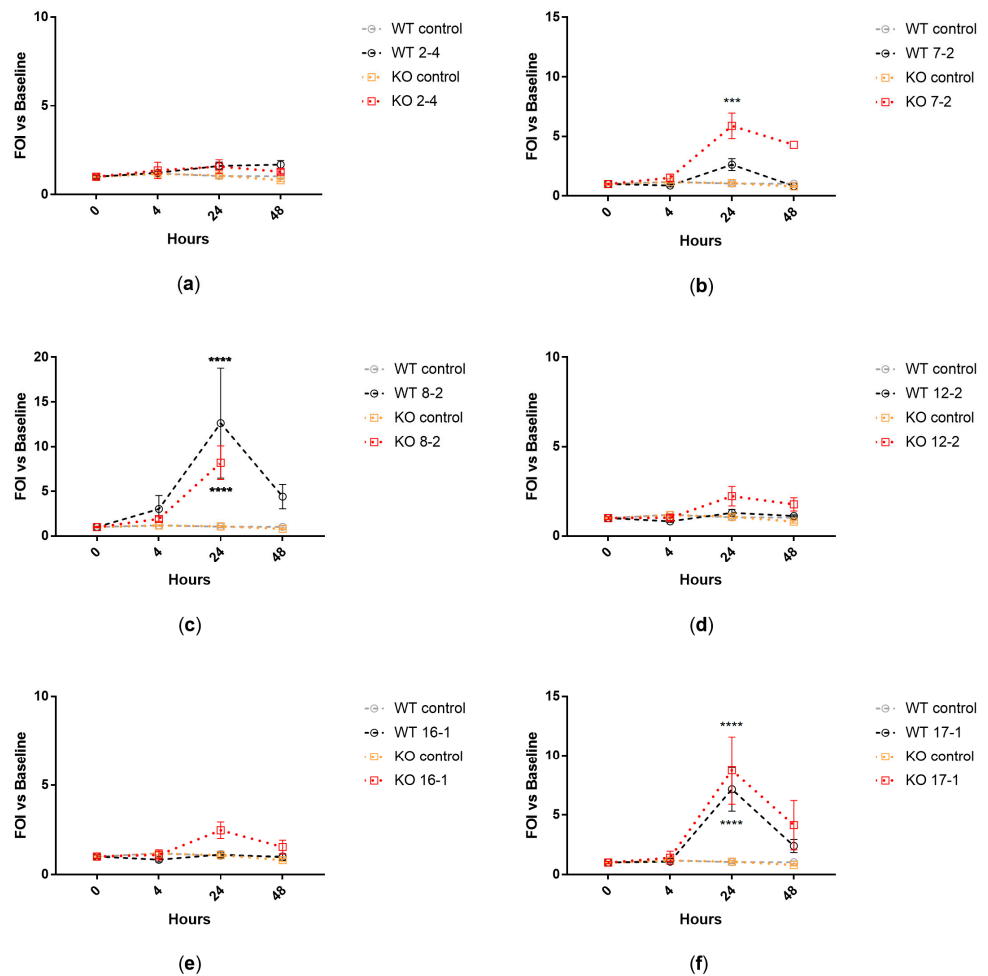 10
5
0
FOI vs Baseline
0
4
24
48
Hours
WT control
WT 2-4
KO control
KO 2-4
(a)
15
10
5
0
FOI vs Baseline
***
0
4
24
48
Hours
WT control
WT 7-2
KO control
KO 7-2
(b)
20
15
10
5
0
FOI vs Baseline
****
****
0
4
24
48
Hours
WT control
WT 8-2
KO control
KO 8-2
(c)
10
5
0
FOI vs Baseline
0
4
24
48
Hours
WT control
WT 12-2
KO control
KO 12-2
(d)
10
5
0
FOI vs Baseline
0
4
24
48
Hours
WT control
WT 16-1
KO control
KO 16-1
(e)
15
10
5
0
FOI vs Baseline
****
****
0
4
24
48
Hours
WT control
WT 17-1
KO control
KO 17-1
(f)